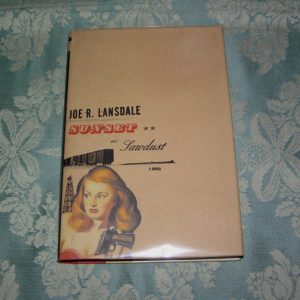 JOE R. LANSDALE
SUNSET
and
Sawdust
A NOVEL